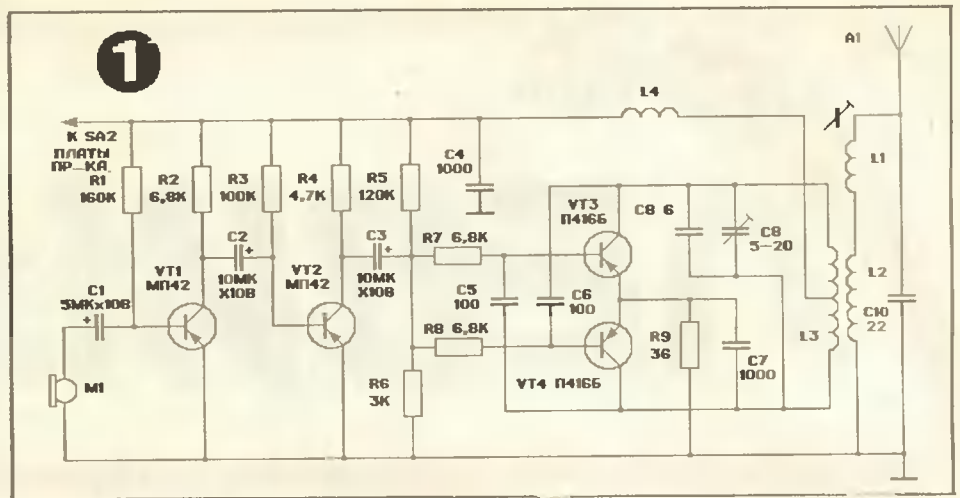 1
A1
L4
К SA2
ПЛАТЫ
ПР-КА.
R1
160К
R2
6,8К
R3
100К
R4
4,7К
R5
120К
C4
1000
L1
C2
10МК
Х10В
C3
10МК
Х10В
R7 6,8К
VT3
П416Б
C8 6
C8
5-20
C1
5МКх10В
VT1
МП42
VT2
МП42
C5
100
C6
100
L2
C10
22
M1
R8 6,8К
R9
36
L3
R6
3К
VT4 П416Б
C7
1000